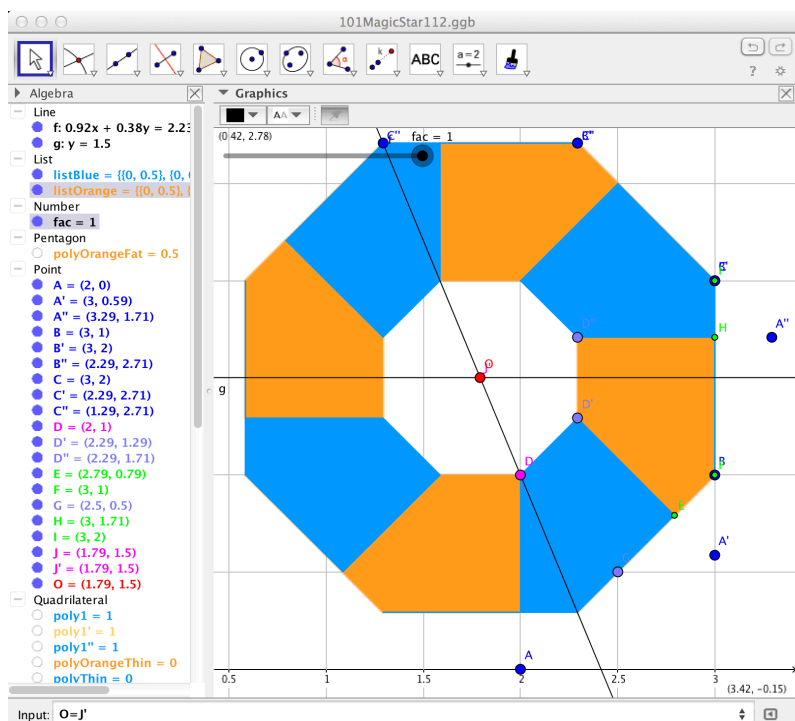 101MagicStar112.ggb
k
α
ABC
a=2
?
Algebra
Graphics
Line
f: 0.92x + 0.38y = 2.23
g: y = 1.5
List
listBlue = {{0, 0.5}, {0,
listOrange = {{0, 0.5}, {
Number
fac = 1
Pentagon
polyOrangeFat = 0.5
Point
A = (2, 0)
A' = (3, 0.59)
A" = (3.29, 1.71)
B = (3, 1)
B' = (3, 2)
B" = (2.29, 2.71)
C = (3, 2)
C' = (2.29, 2.71)
C" = (1.29, 2.71)
D = (2, 1)
D' = (2.29, 1.29)
D" = (2.29, 1.71)
E = (2.79, 0.79)
F = (3, 1)
G = (2.5, 0.5)
H = (3, 1.71)
I = (3, 2)
J = (1.79, 1.5)
J' = (1.79, 1.5)
O = (1.79, 1.5)
Quadrilateral
poly1 = 1
poly1' = 1
poly1" = 1
polyOrangeThin = 0
polyThin = 0
AA
(0.42, 2.78)
fac = 1
A"
H
D"
O
g
D'
D
B
E
A'
G
A
0.5
1
1.5
2
2.5
3
(3.42, -0.15)
Input: O=J'